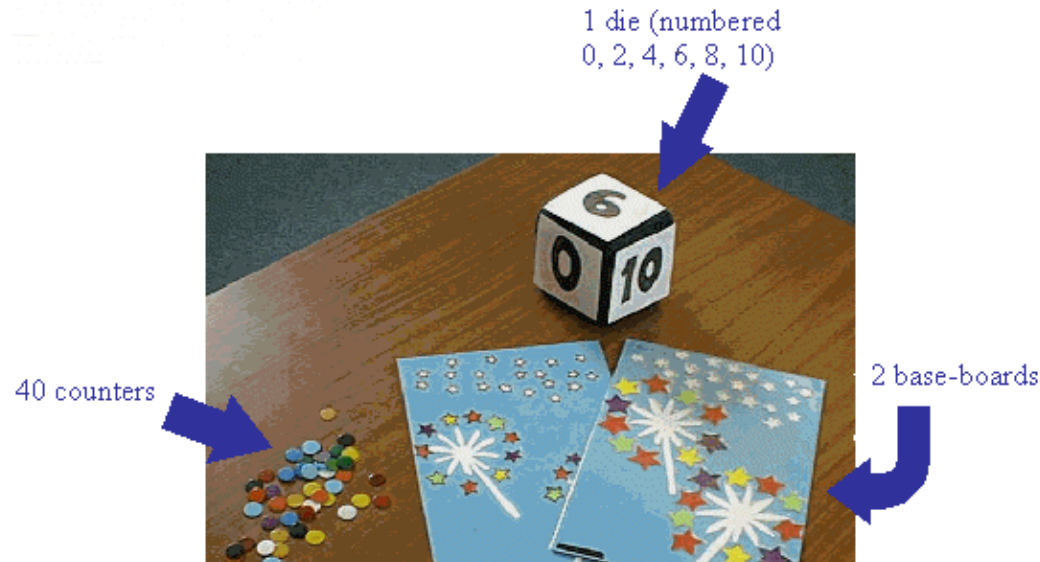 1 die (numbered
0, 2, 4, 6, 8, 10)
6
0
10
40 counters
2 base-boards